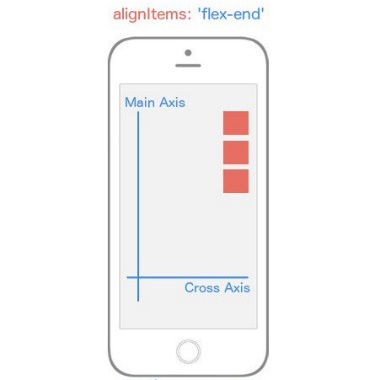 alignItems: 'flex-end'
Main Axis
Cross Axis